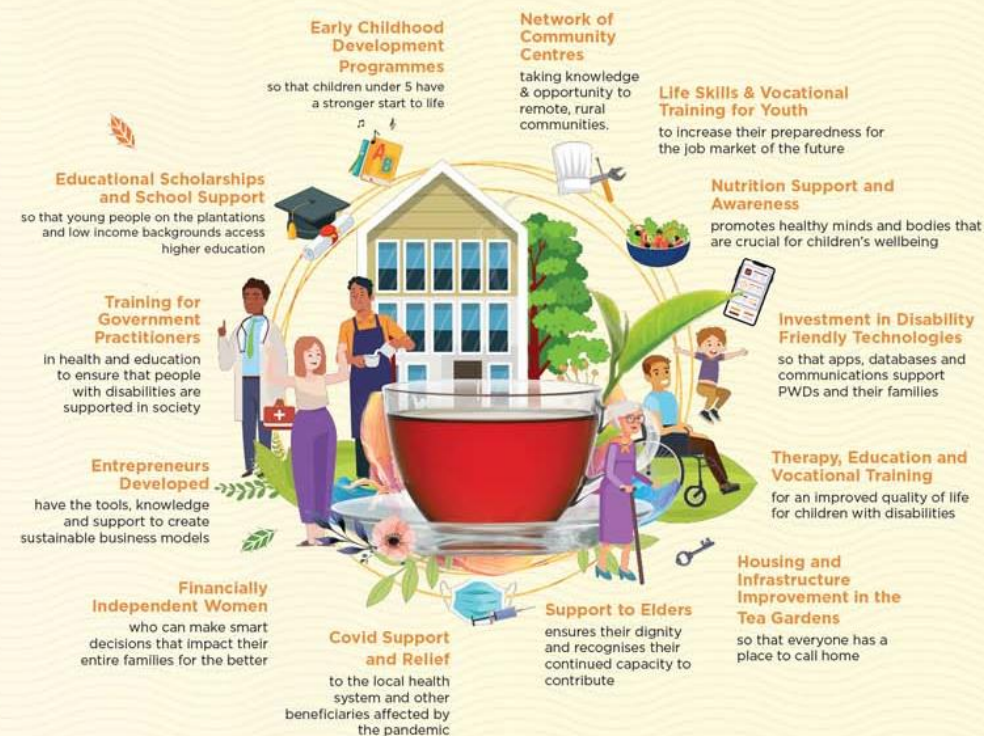 Early Childhood
Development
Programmes
so that children under 5 have
a stronger start to life
Network of
Community
Centres
taking knowledge
& opportunity to
remote, rural
communities.
Life Skills & Vocational
Training for Youth
to increase their preparedness for
the job market of the future
Nutrition Support and
Awareness
promotes healthy minds and bodies that
are crucial for children's wellbeing
Investment in Disability
Friendly Technologies
so that apps, databases and
communications support
PWDs and their families
Therapy, Education and
Vocational Training
for an improved quality of life
for children with disabilities
Housing and
Infrastructure
Improvement in the
Tea Gardens
so that everyone has a
place to call home
Support to Elders
ensures their dignity
and recognises their
continued capacity to
contribute
Covid Support
and Relief
to the local health
system and other
beneficiaries affected by
the pandemic
Financially
Independent Women
who can make smart
decisions that impact their
entire families for the better
Entrepreneurs
Developed
have the tools, knowledge
and support to create
sustainable business models
Training for
Government
Practitioners
in health and education
to ensure that people
with disabilities are
supported in society
Educational Scholarships
and School Support
so that young people on the plantations
and low income backgrounds access
higher education
AB